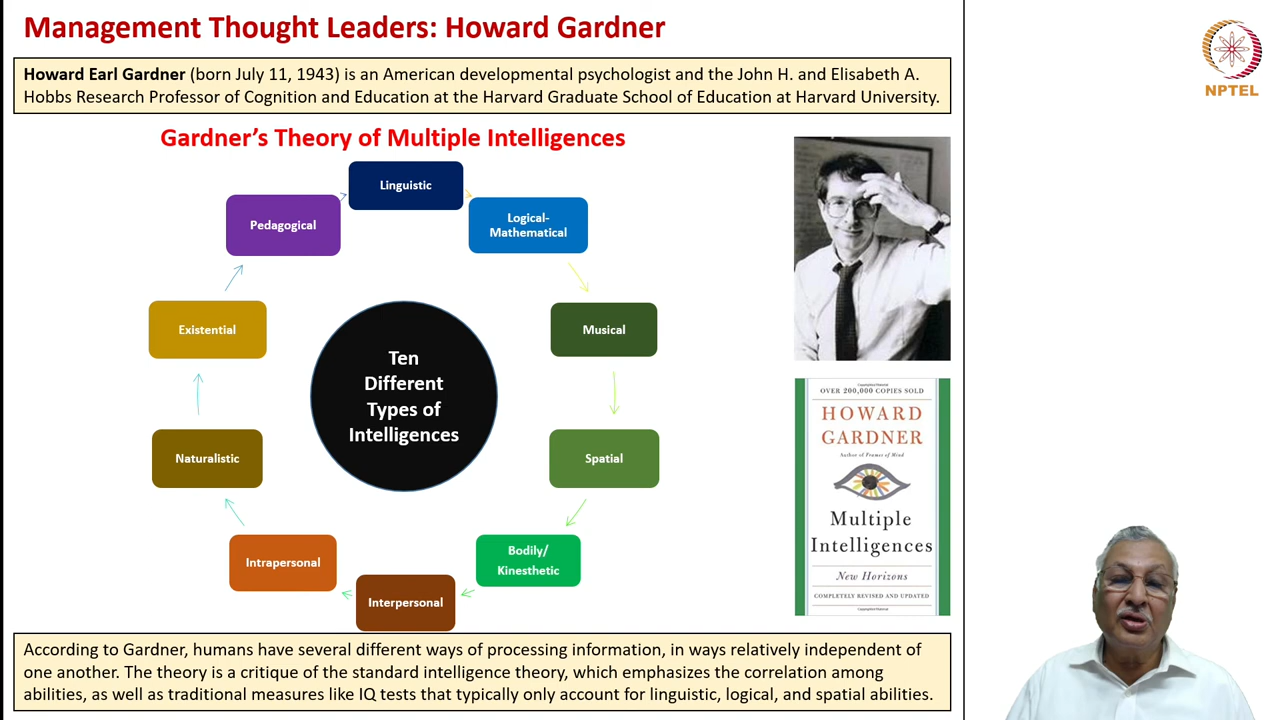 Management Thought Leaders: Howard Gardner
NPTEL
Howard Earl Gardner (born July 11, 1943) is an American developmental psychologist and the John H. and Elisabeth A.
Hobbs Research Professor of Cognition and Education at the Harvard Graduate School of Education at Harvard University.
Gardner's Theory of Multiple Intelligences
Linguistic
Logical-
Mathematical
Musical
Spatial
Bodily/
Kinesthetic
Interpersonal
Intrapersonal
Naturalistic
Existential
Pedagogical
Ten
Different
Types of
Intelligences
OVER 200,000 COPIES SOLD
HOWARD
GARDNER
Author of Frames of Mind
Multiple
Intelligences
New Horizons
COMPLETELY REVISED AND UPDATED
According to Gardner, humans have several different ways of processing information, in ways relatively independent of
one another. The theory is a critique of the standard intelligence theory, which emphasizes the correlation among
abilities, as well as traditional measures like IQ tests that typically only account for linguistic, logical, and spatial abilities.